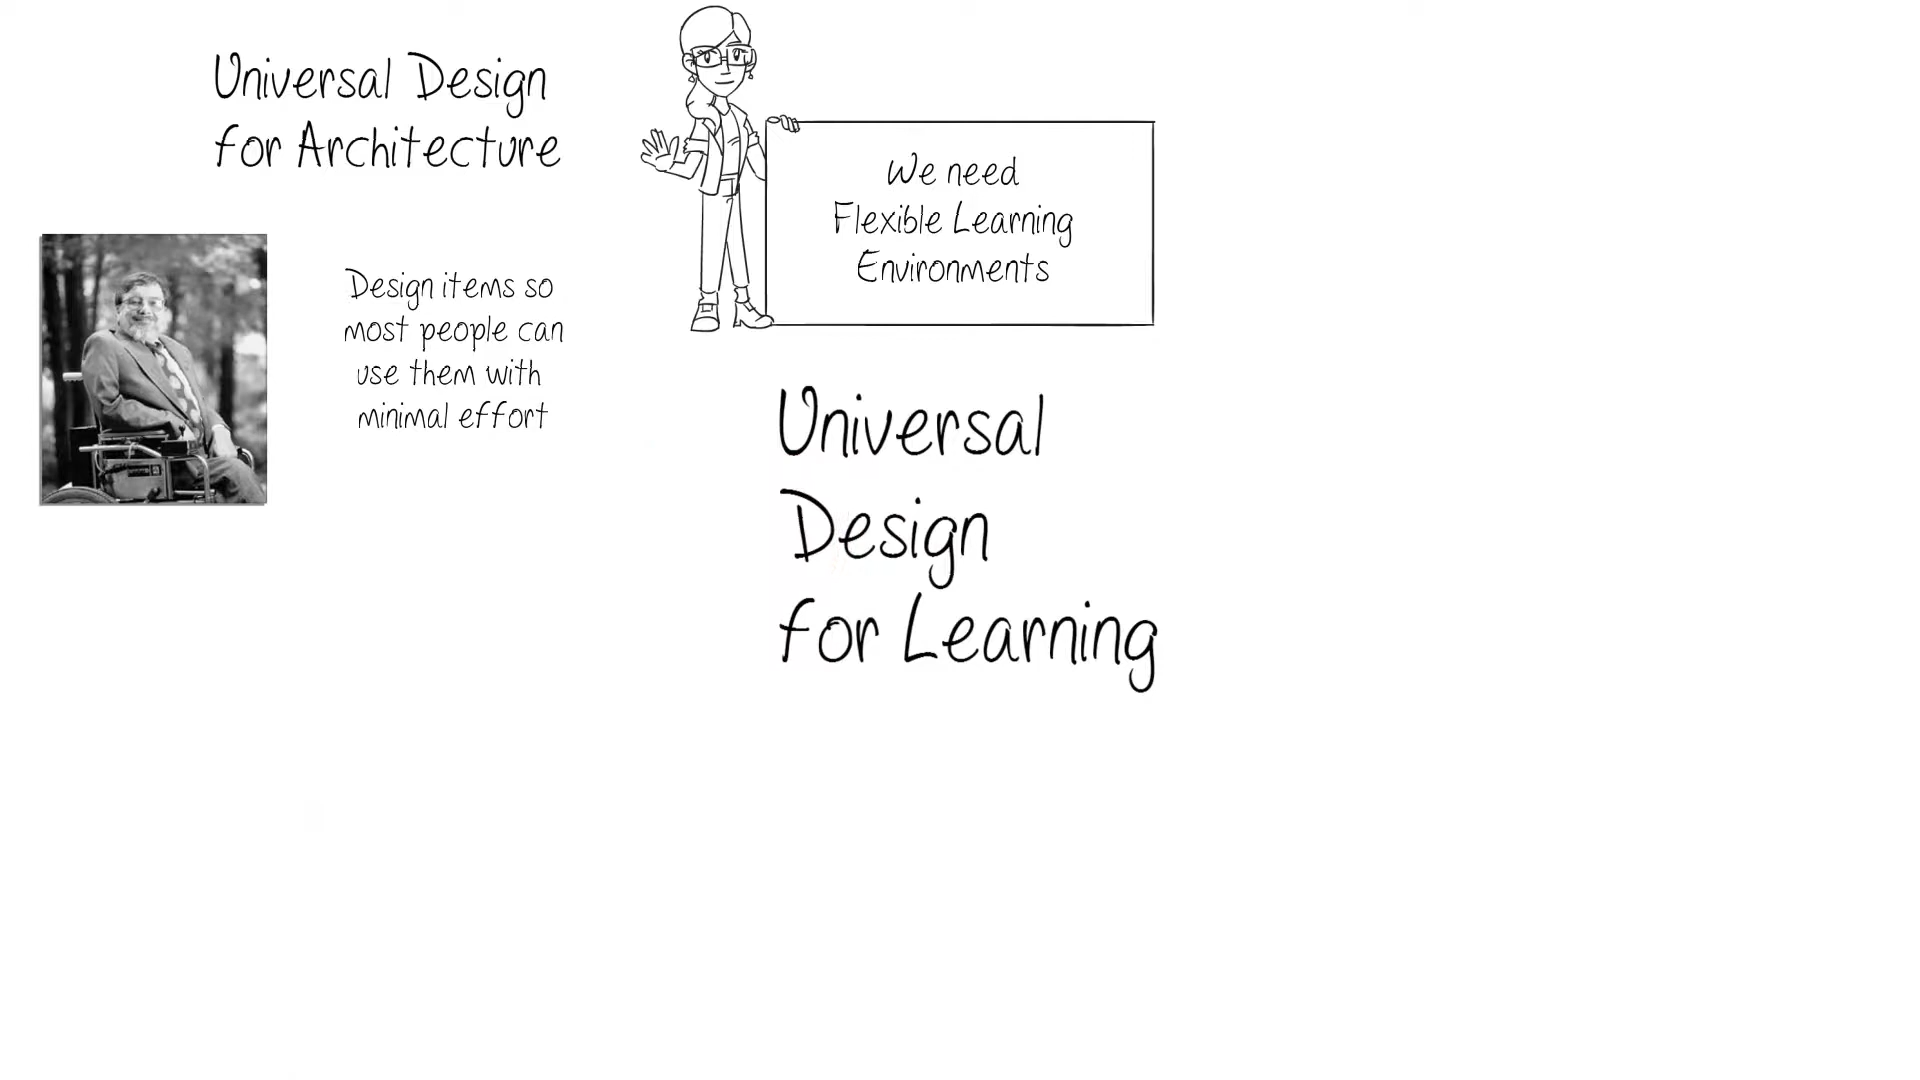 Universal Design
for Architecture
Design items so
most people can
use them with
minimal effort
We need
Flexible Learning
Environments
Universal
Design
for Learning